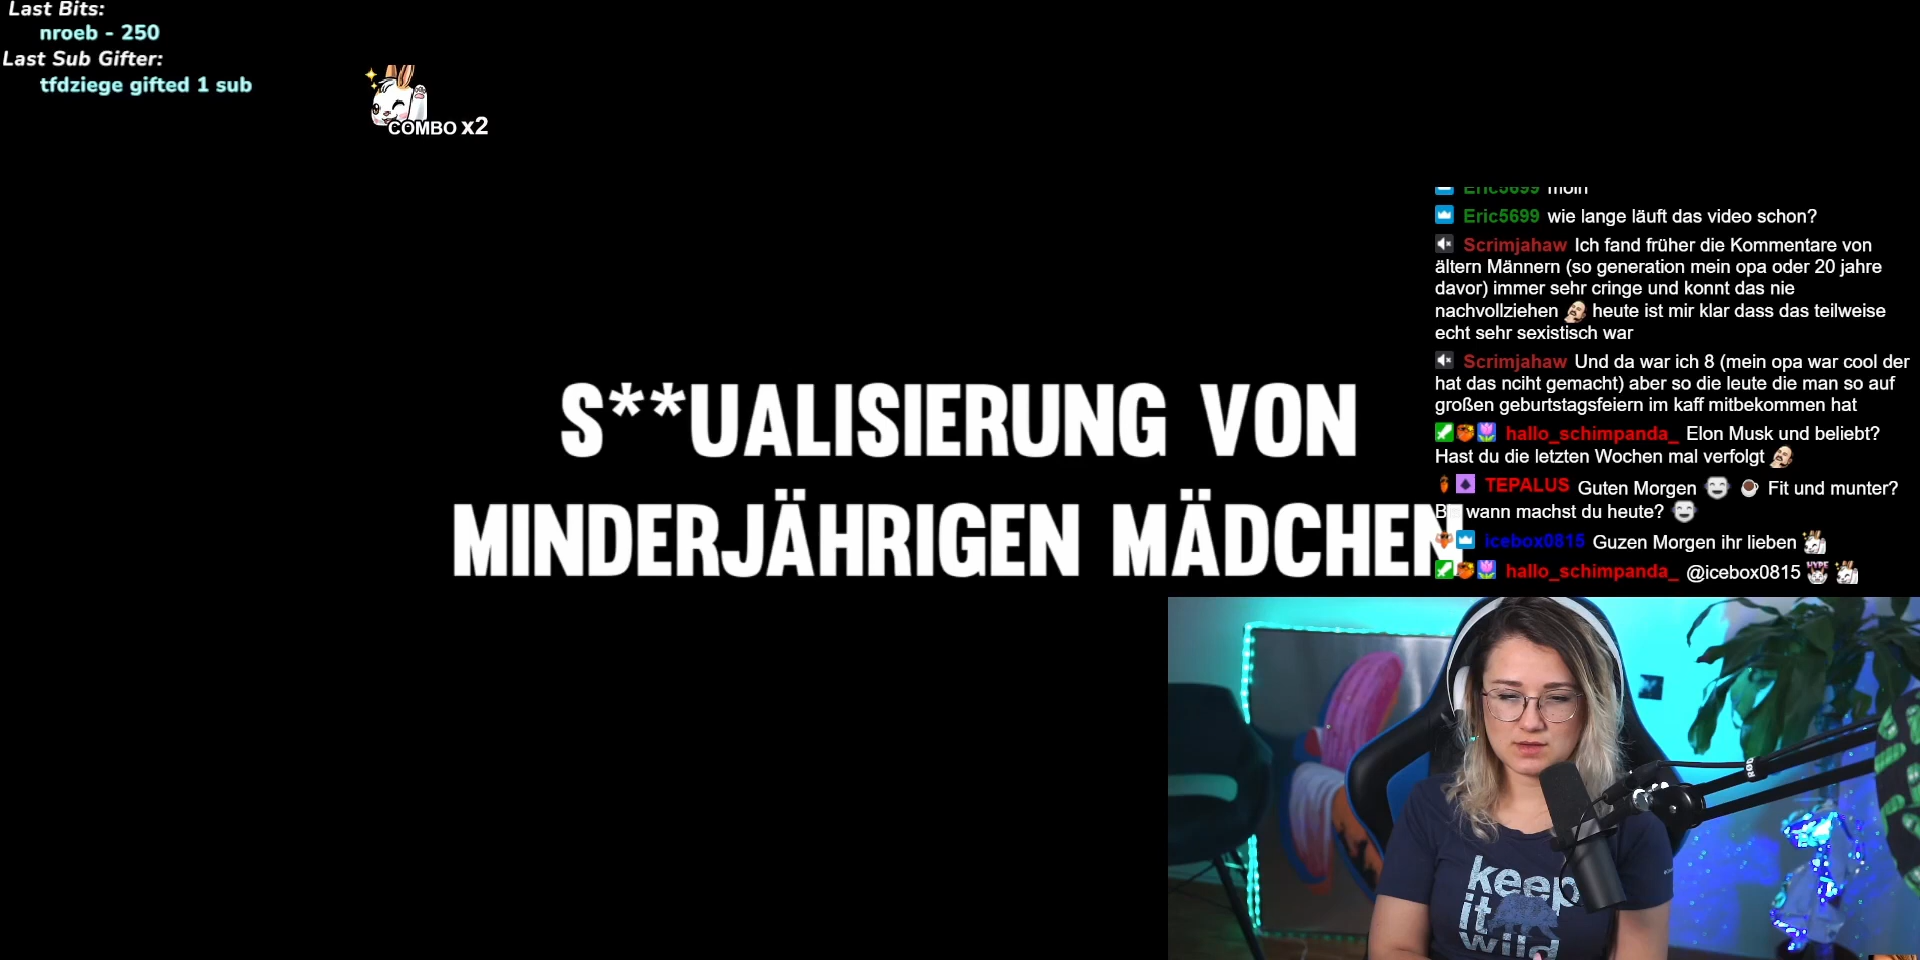 Last Bits:
nroeb - 250
Last Sub Gifter:
tfdziege gifted 1 sub
COMBO x2
S**UALISIERUNG VON
MINDERJÄHRIGEN MÄDCHEN
Eric5699 moin
Eric5699 wie lange läuft das video schon?
Scrimjahaw Ich fand früher die Kommentare von
ältern Männern (so generation mein opa oder 20 jahre
davor) immer sehr cringe und konnt das nie
nachvollziehen heute ist mir klar dass das teilweise
echt sehr sexistisch war
Scrimjahaw Und da war ich 8 (mein opa war cool der
hat das nciht gemacht) aber so die leute die man so auf
großen geburtstagsfeiern im kaff mitbekommen hat
hallo_schimpanda_ Elon Musk und beliebt?
Hast du die letzten Wochen mal verfolgt
TEPALUS Guten Morgen Fit und munter?
wann machst du heute?
icebox0815 Guzen Morgen ihr lieben
hallo_schimpanda_ @icebox0815 HYPE
keep
it
wild